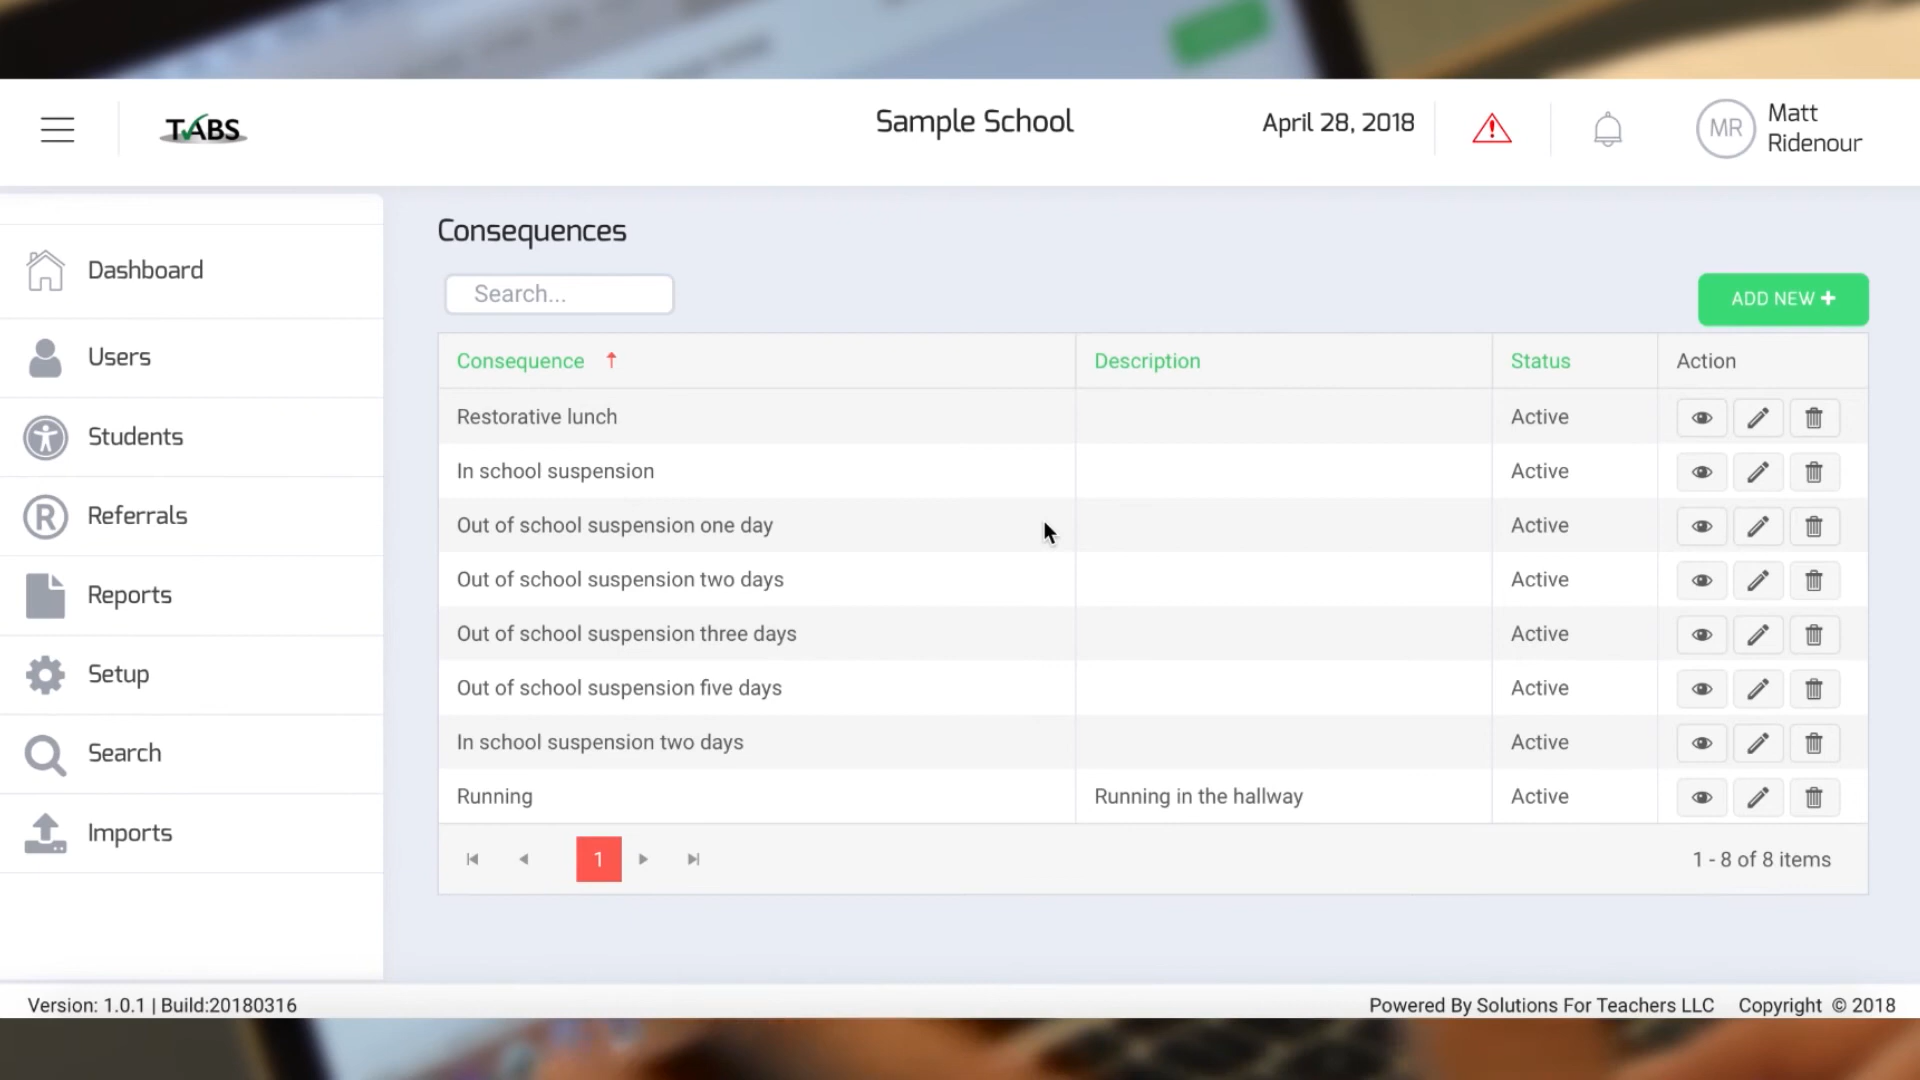 TABS
Sample School
April 28, 2018
MR
Matt
Ridenour
Dashboard
Users
Students
R
Referrals
Reports
Setup
Search
Imports
Consequences
Search...
ADD NEW +
Consequence ↑ Description Status Action
Restorative lunch Active
In school suspension Active
Out of school suspension one day Active
Out of school suspension two days Active
Out of school suspension three days Active
Out of school suspension five days Active
In school suspension two days Active
Running Running in the hallway Active
1
1 - 8 of 8 items
Version: 1.0.1 | Build:20180316
Powered By Solutions For Teachers LLC Copyright © 2018